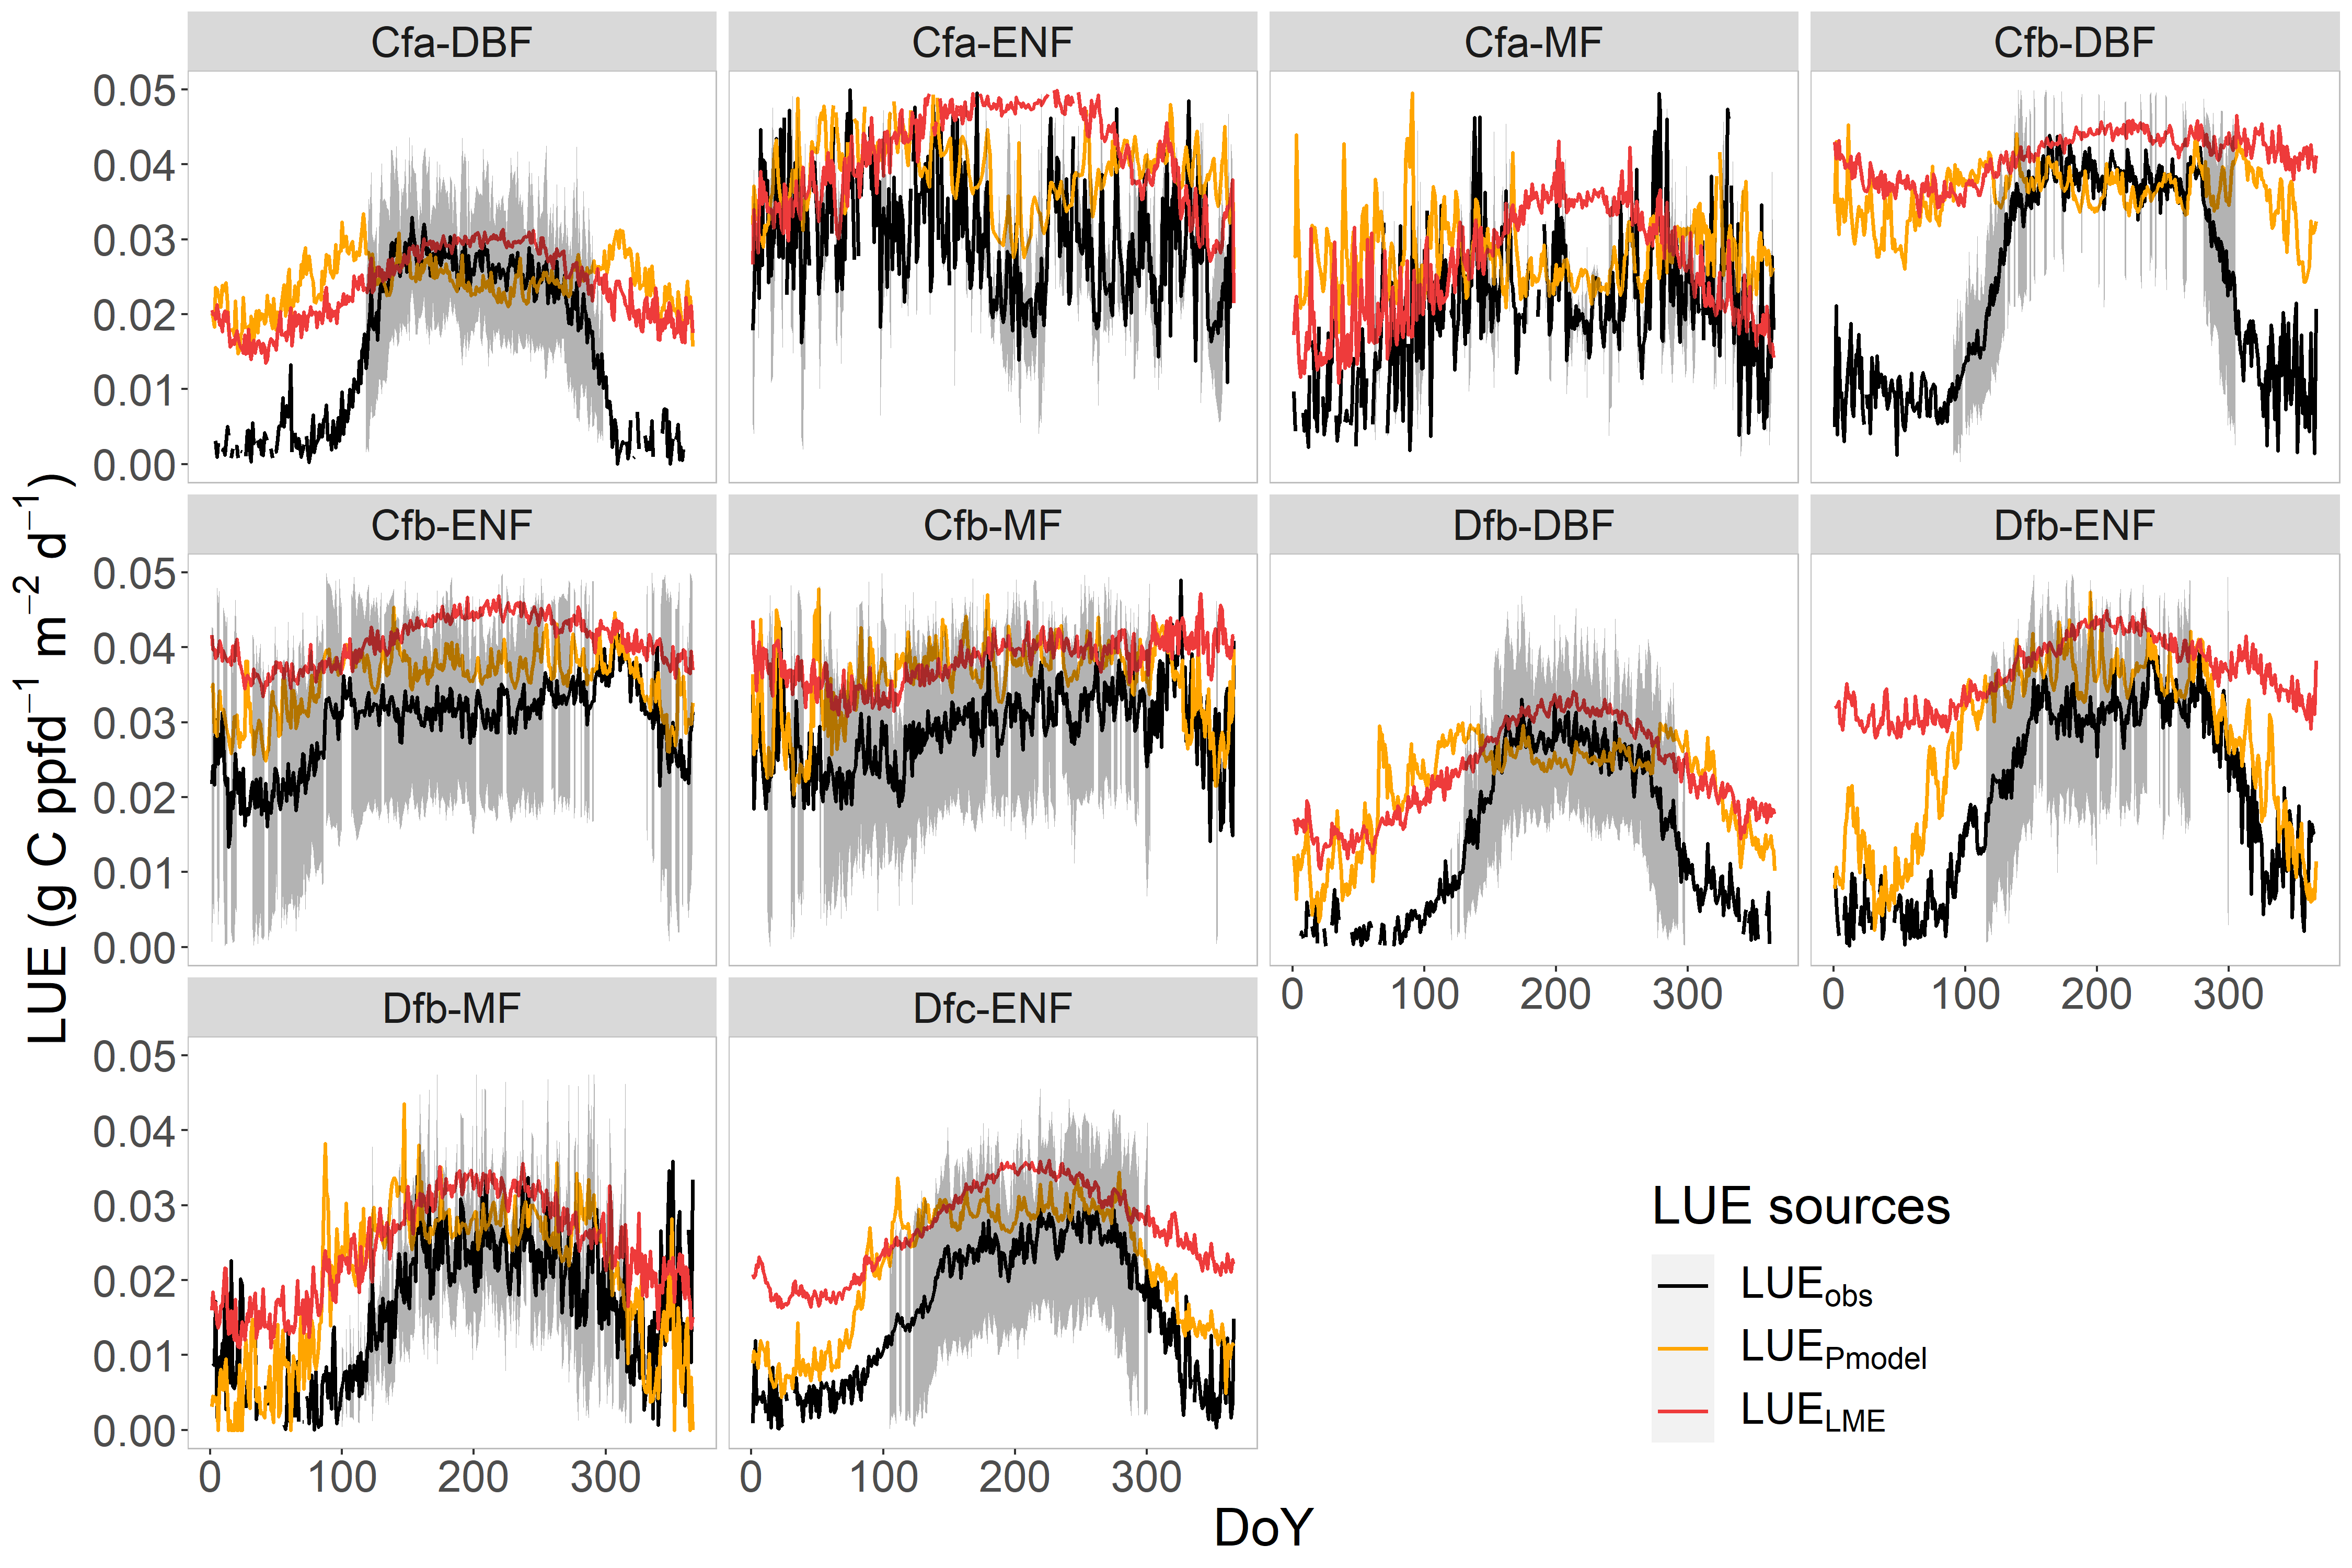 Cfa-DBF Cfa-ENF Cfa-MF Cfb-DBF
0.05
0.04
0.03
0.02
0.01
0.00
Cfb-ENF Cfb-MF Dfb-DBF Dfb-ENF
0.05
0.04
0.03
0.02
0.01
0.00
0 100 200 300 0 100 200 300
Dfb-MF Dfc-ENF
0.05
0.04
0.03
0.02
0.01
0.00
0 100 200 300 0 100 200 300
LUE (g C ppfd⁻¹ m⁻² d⁻¹)
DoY
LUE sources
LUEobs
LUEPmodel
LUELME